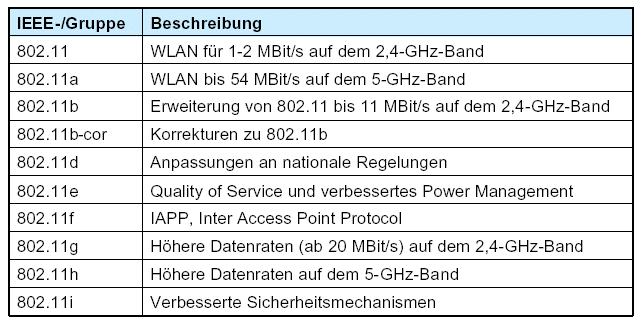 IEEE-/Gruppe Beschreibung
802.11 WLAN für 1-2 MBit/s auf dem 2,4-GHz-Band
802.11a WLAN bis 54 MBit/s auf dem 5-GHz-Band
802.11b Erweiterung von 802.11 bis 11 MBit/s auf dem 2,4-GHz-Band
802.11b-cor Korrekturen zu 802.11b
802.11d Anpassungen an nationale Regelungen
802.11e Quality of Service und verbessertes Power Management
802.11f IAPP, Inter Access Point Protocol
802.11g Höhere Datenraten (ab 20 MBit/s) auf dem 2,4-GHz-Band
802.11h Höhere Datenraten auf dem 5-GHz-Band
802.11i Verbesserte Sicherheitsmechanismen